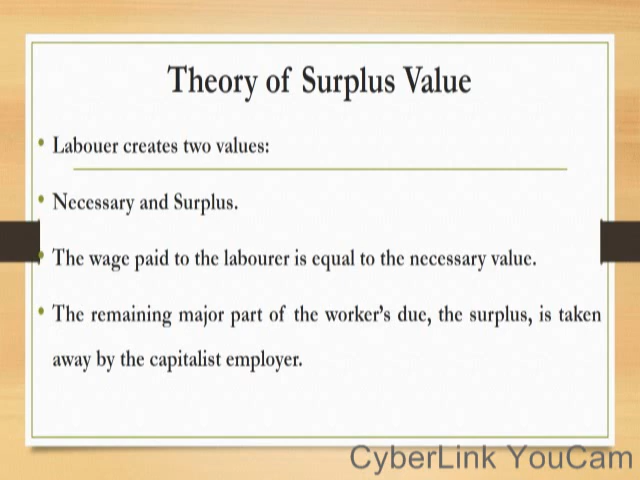 Theory of Surplus Value
• Labouer creates two values:
• Necessary and Surplus.
• The wage paid to the labourer is equal to the necessary value.
• The remaining major part of the worker's due, the surplus, is taken
away by the capitalist employer.
CyberLink YouCam